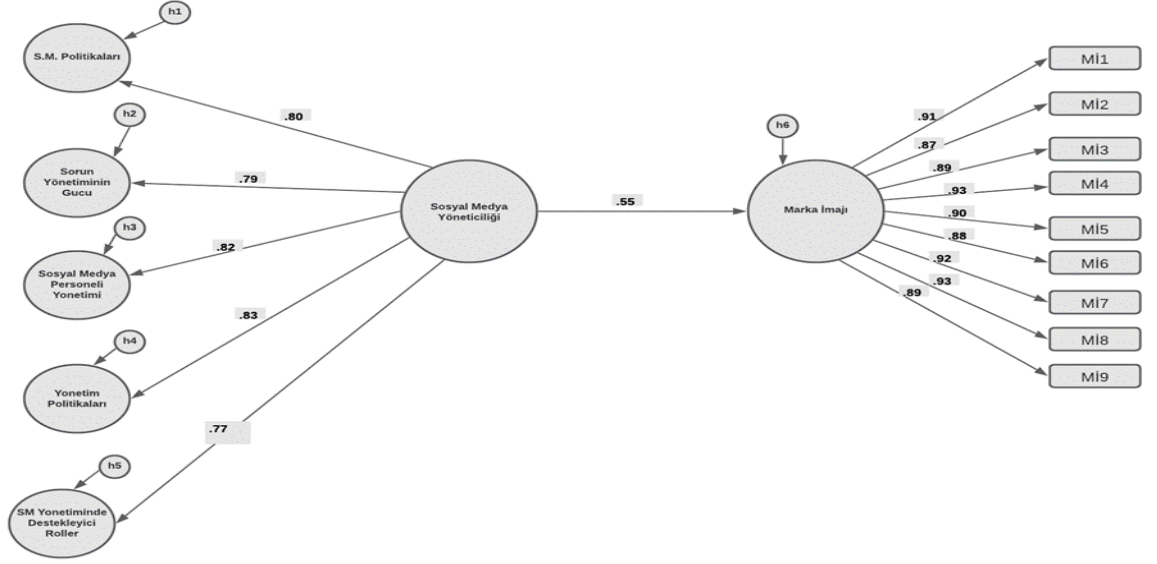 h1
S.M. Politikaları
h2
Sorun
Yönetiminin
Gucu
h3
Sosyal Medya
Personeli
Yonetimi
h4
Yonetim
Politikaları
h5
SM Yonetiminde
Destekleyici
Roller
.80
.79
.82
.83
.77
Sosyal Medya
Yöneticiliği
.55
h6
Marka İmajı
.91
.87
.89
.93
.90
.88
.92
.93
.89
Mİ1
Mİ2
Mİ3
Mİ4
Mİ5
Mİ6
Mİ7
Mİ8
Mİ9